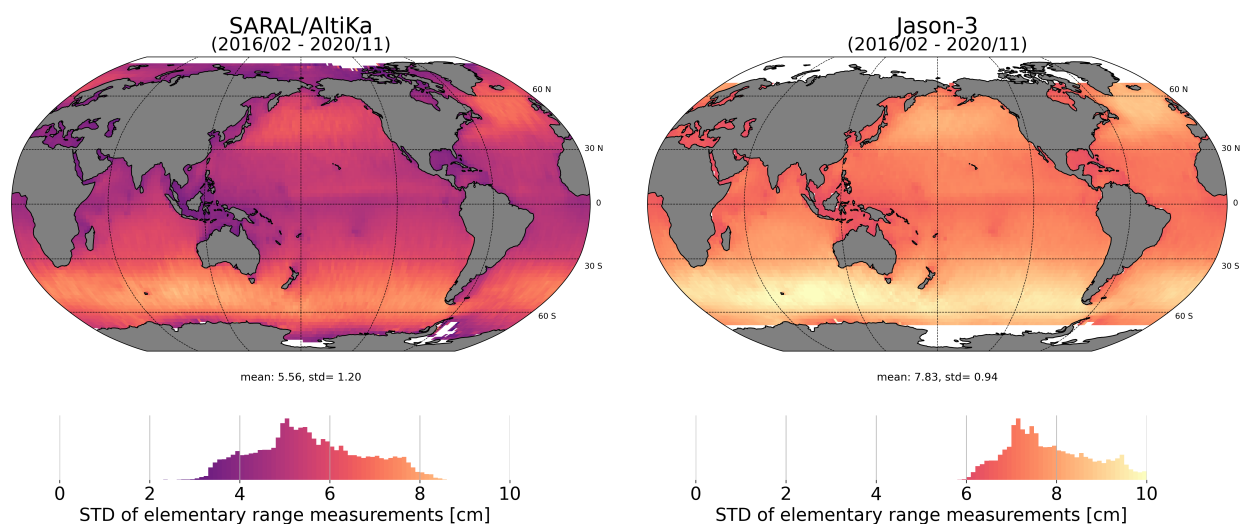 SARAL/AltiKa
(2016/02 - 2020/11)
60 N
30 N
0
30 S
60 S
mean: 5.56, std= 1.20
0 2 4 6 8 10
STD of elementary range measurements [cm]
Jason-3
(2016/02 - 2020/11)
60 N
30 N
0
30 S
60 S
mean: 7.83, std= 0.94
0 2 4 6 8 10
STD of elementary range measurements [cm]